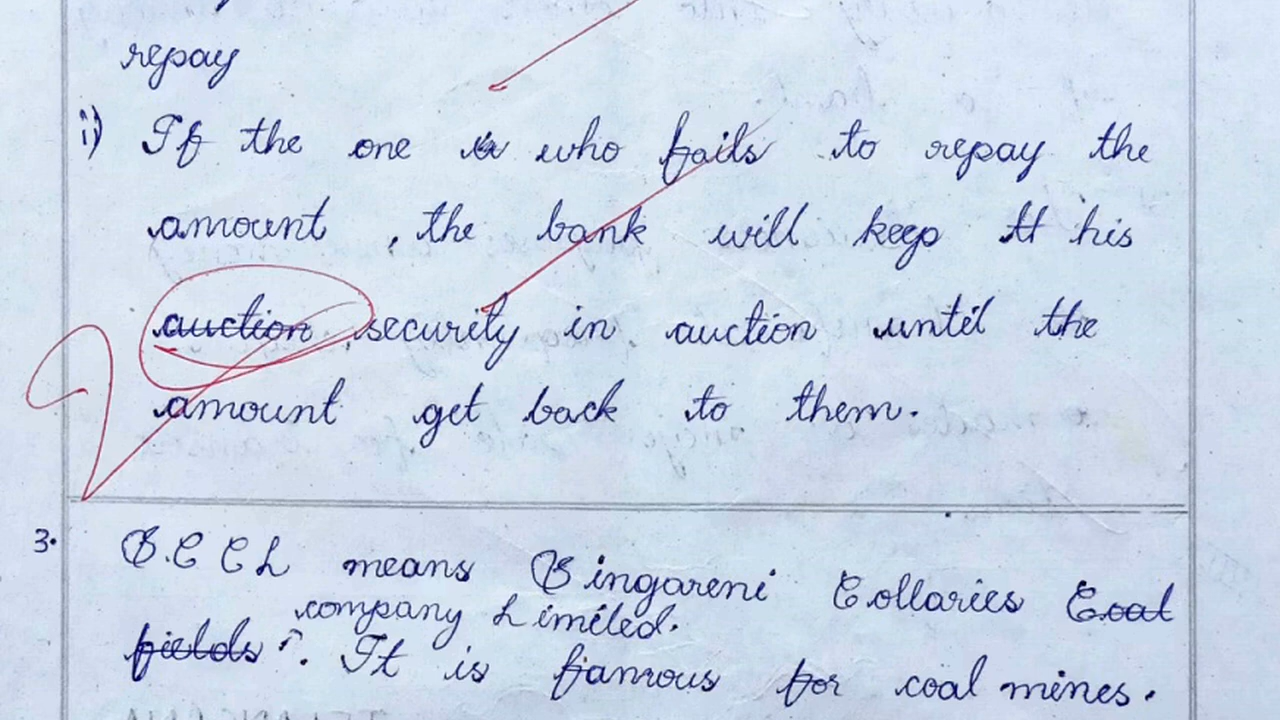 repay
ii) If the one who fails to repay the
amount, the bank will keep his
auction security in auction until the
amount get back to them.
3. S.C C L means Singareni Collaries Coal
company Limited.
fields. It is famous for coal mines.